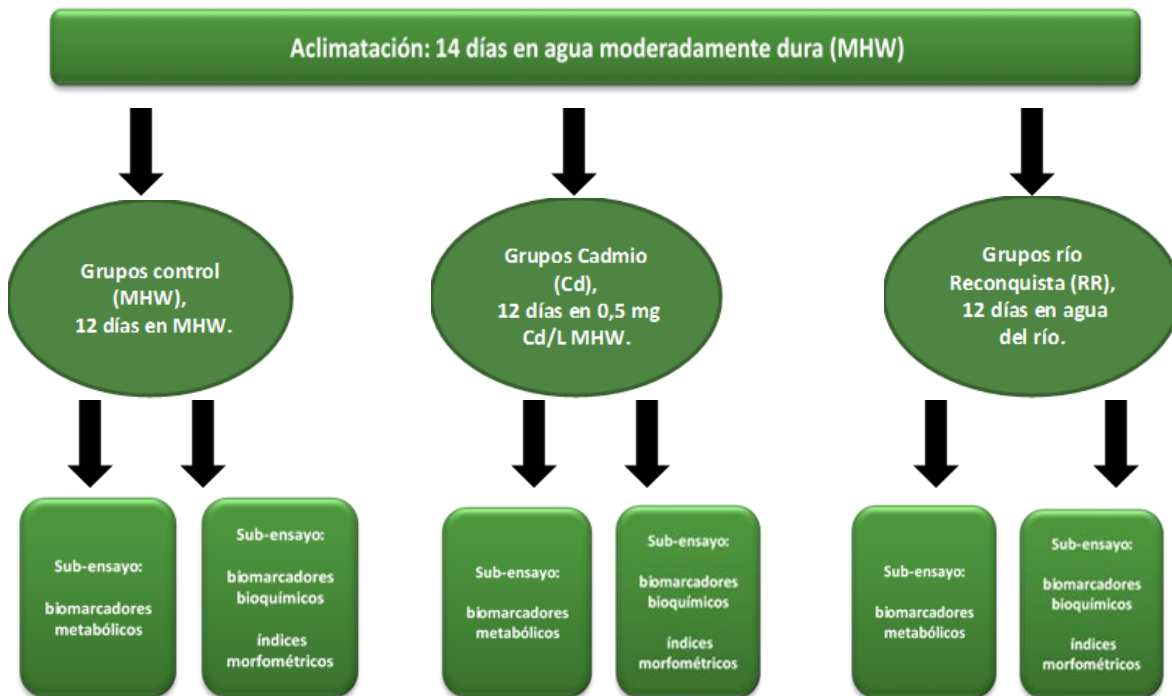 Aclimatación: 14 días en agua moderadamente dura (MHW)
Grupos control
(MHW),
12 días en MHW.
Grupos Cadmio
(Cd),
12 días en 0,5 mg
Cd/L MHW.
Grupos río
Reconquista (RR),
12 días en agua
del río.
Sub-ensayo:
biomarcadores
metabólicos
Sub-ensayo:
biomarcadores
bioquímicos
índices
morfométricos
Sub-ensayo:
biomarcadores
metabólicos
Sub-ensayo:
biomarcadores
bioquímicos
índices
morfométricos
Sub-ensayo:
biomarcadores
metabólicos
Sub-ensayo:
biomarcadores
bioquímicos
índices
morfométricos